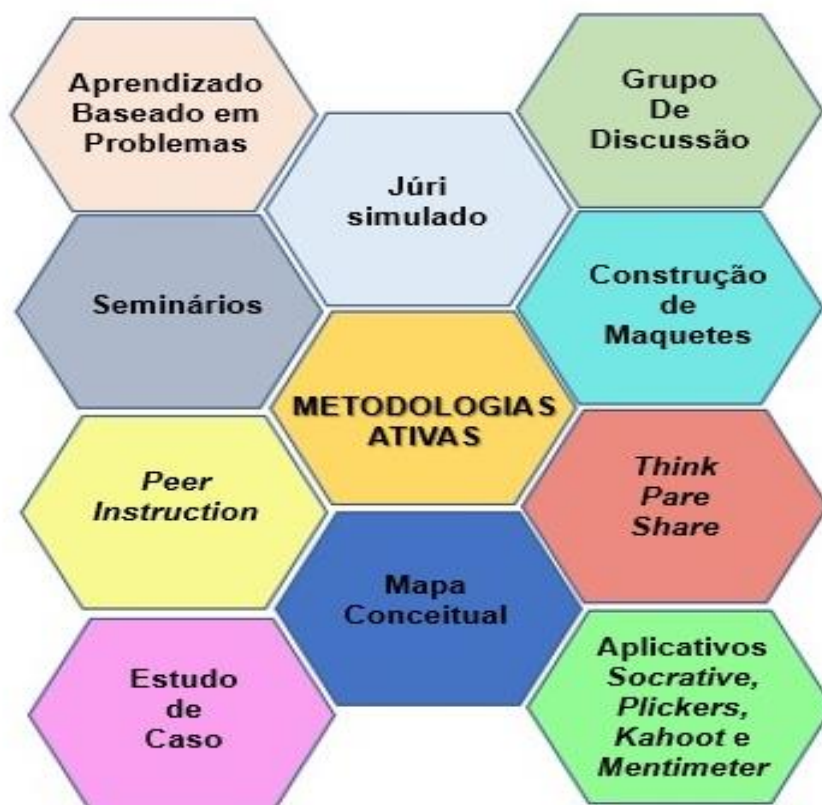 Aprendizado
Baseado em
Problemas
Grupo
De
Discussão
Júri
simulado
Seminários
Construção
de
Maquetes
METODOLOGIAS
ATIVAS
Peer
Instruction
Think
Pare
Share
Mapa
Conceitual
Estudo
de
Caso
Aplicativos
Socrative,
Plickers,
Kahoot e
Mentimeter